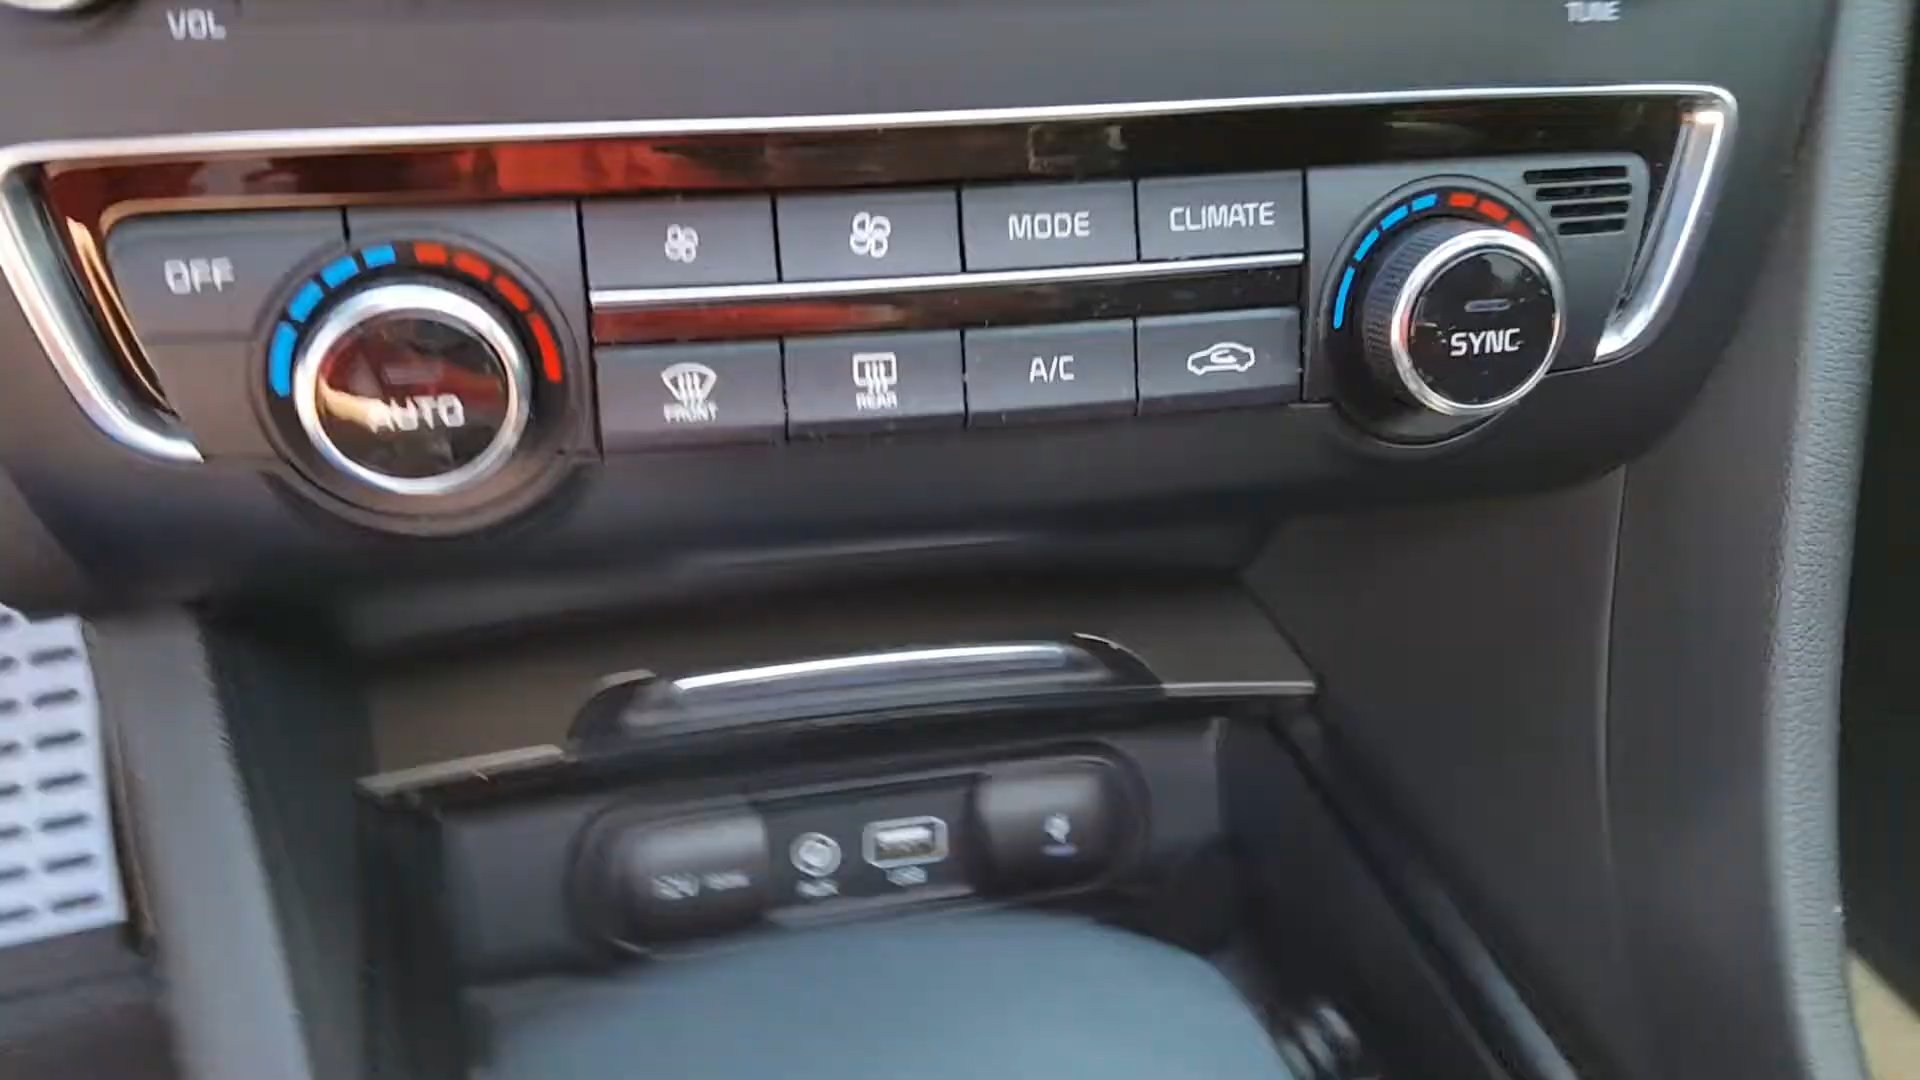 VOL
TUNE
OFF
MODE
CLIMATE
AUTO
FRONT
REAR
A/C
SYNC